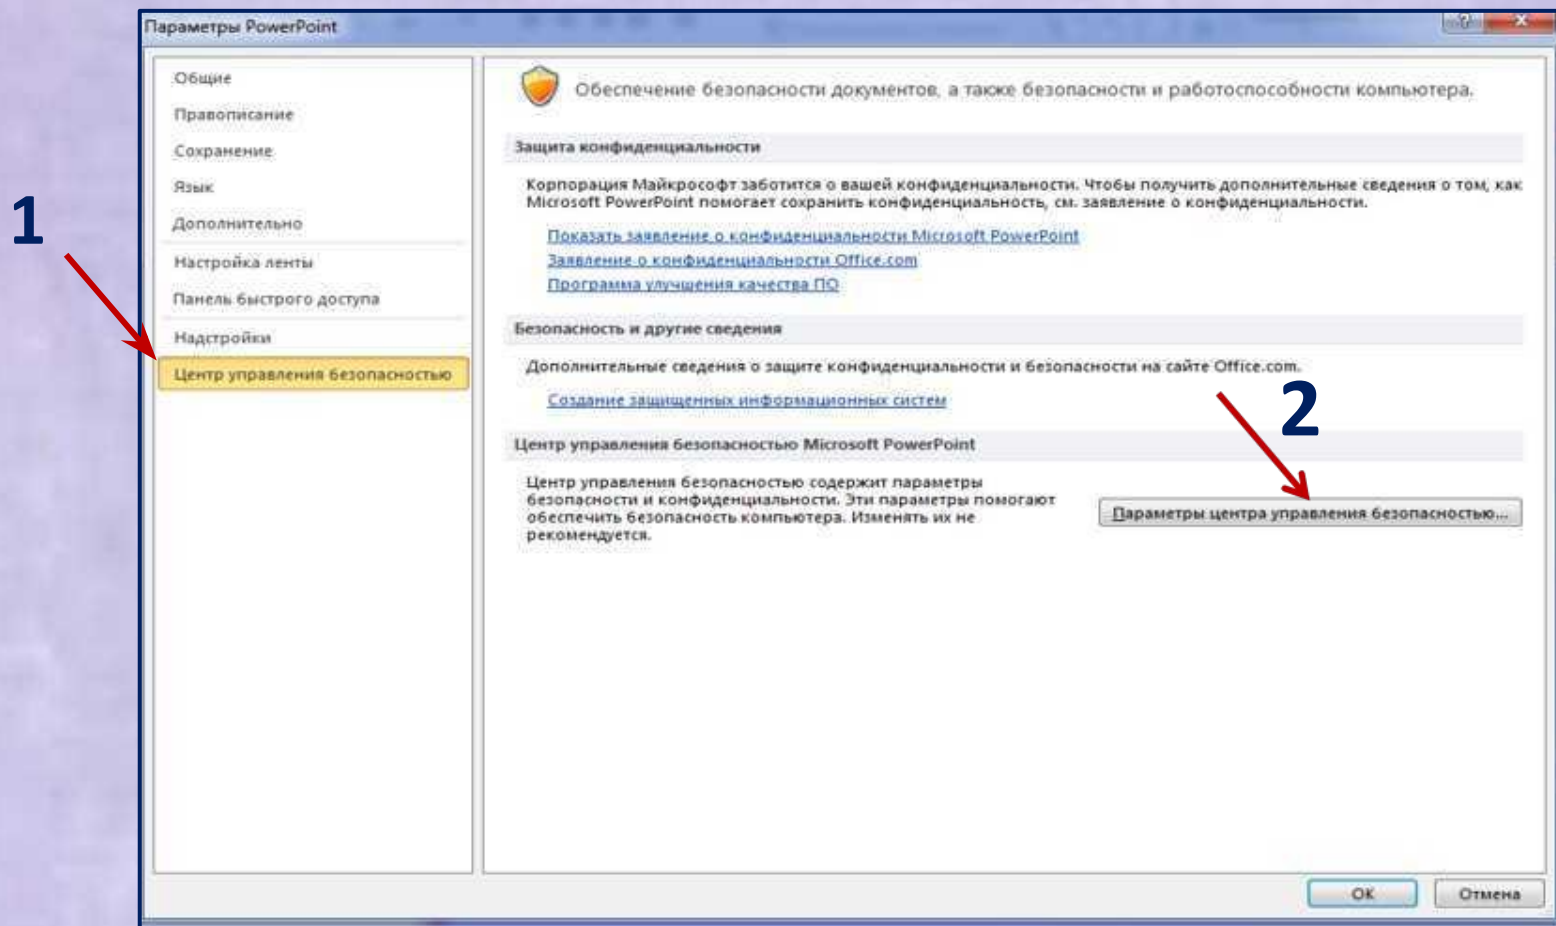 Параметры PowerPoint
Общие
Правописание
Сохранение
Язык
Дополнительно
Настройка ленты
Панель быстрого доступа
Надстройки
Центр управления безопасностью
1
Обеспечение безопасности документов, а также безопасности и работоспособности компьютера.
Защита конфиденциальности
Корпорация Майкрософт заботится о вашей конфиденциальности. Чтобы получить дополнительные сведения о том, как
Microsoft PowerPoint помогает сохранить конфиденциальность, см. заявление о конфиденциальности.
Показать заявление о конфиденциальности Microsoft PowerPoint
Заявление о конфиденциальности Office.com
Программа улучшения качества ПО
Безопасность и другие сведения
Дополнительные сведения о защите конфиденциальности и безопасности на сайте Office.com.
Создание защищенных информационных систем
2
Центр управления безопасностью Microsoft PowerPoint
Центр управления безопасностью содержит параметры
безопасности и конфиденциальности. Эти параметры помогают
обеспечить безопасность компьютера. Изменять их не
рекомендуется.
Параметры центра управления безопасностью...
ОК
Отмена